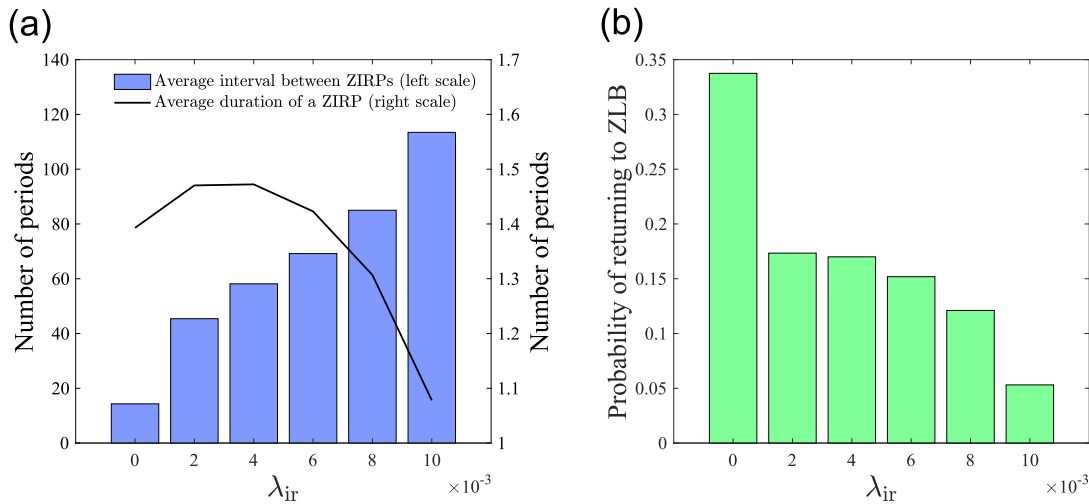 (a)
140
120
100
80
60
40
20
0
Number of periods
Average interval between ZIRPs (left scale)
Average duration of a ZIRP (right scale)
1.7
1.6
1.5
1.4
1.3
1.2
1.1
1
Number of periods
0 2 4 6 8 10
λir
×10-3
(b)
0.35
0.3
0.25
0.2
0.15
0.1
0.05
0
Probability of returning to ZLB
0 2 4 6 8 10
λir
×10-3